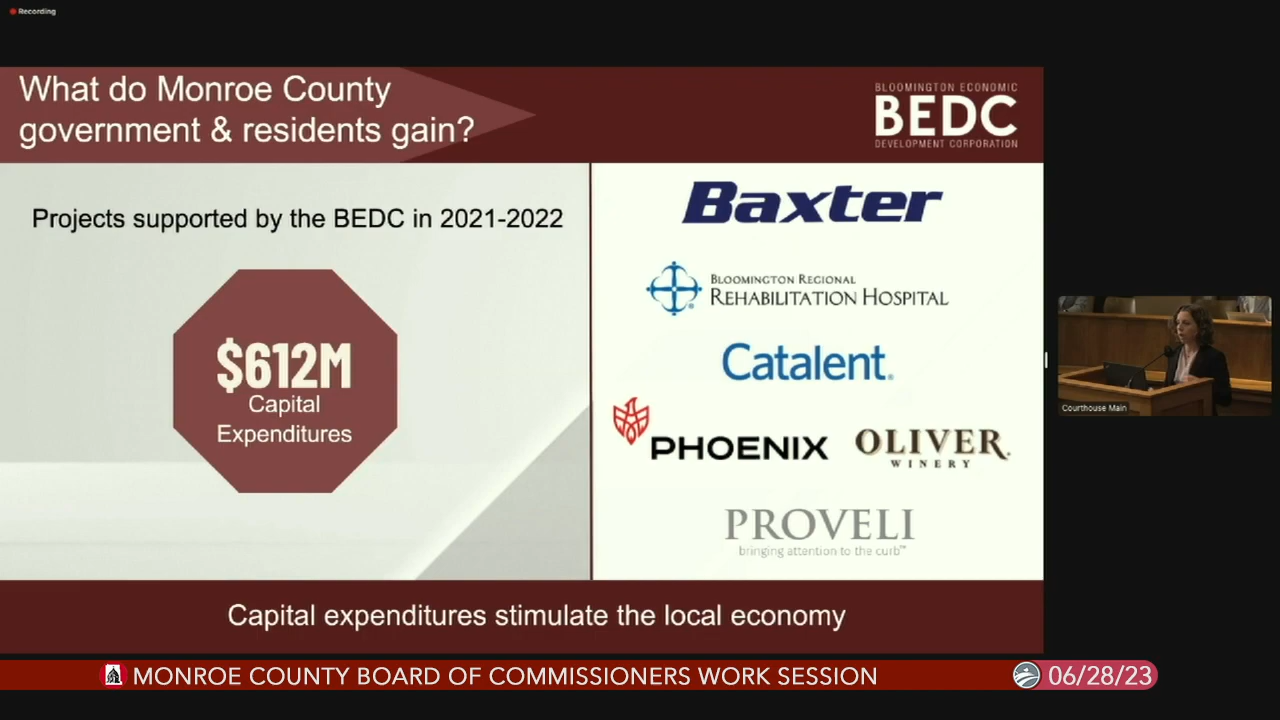 Recording
What do Monroe County
government & residents gain?
BLOOMINGTON ECONOMIC
BEDC
DEVELOPMENT CORPORATION
Projects supported by the BEDC in 2021-2022
$612M
Capital
Expenditures
Baxter
BLOOMINGTON REGIONAL
REHABILITATION HOSPITAL
Catalent®
PHOENIX
OLIVER
WINERY
PROVELI
bringing attention to the curb™
Capital expenditures stimulate the local economy
Courthouse Main
MONROE COUNTY BOARD OF COMMISSIONERS WORK SESSION
06/28/23